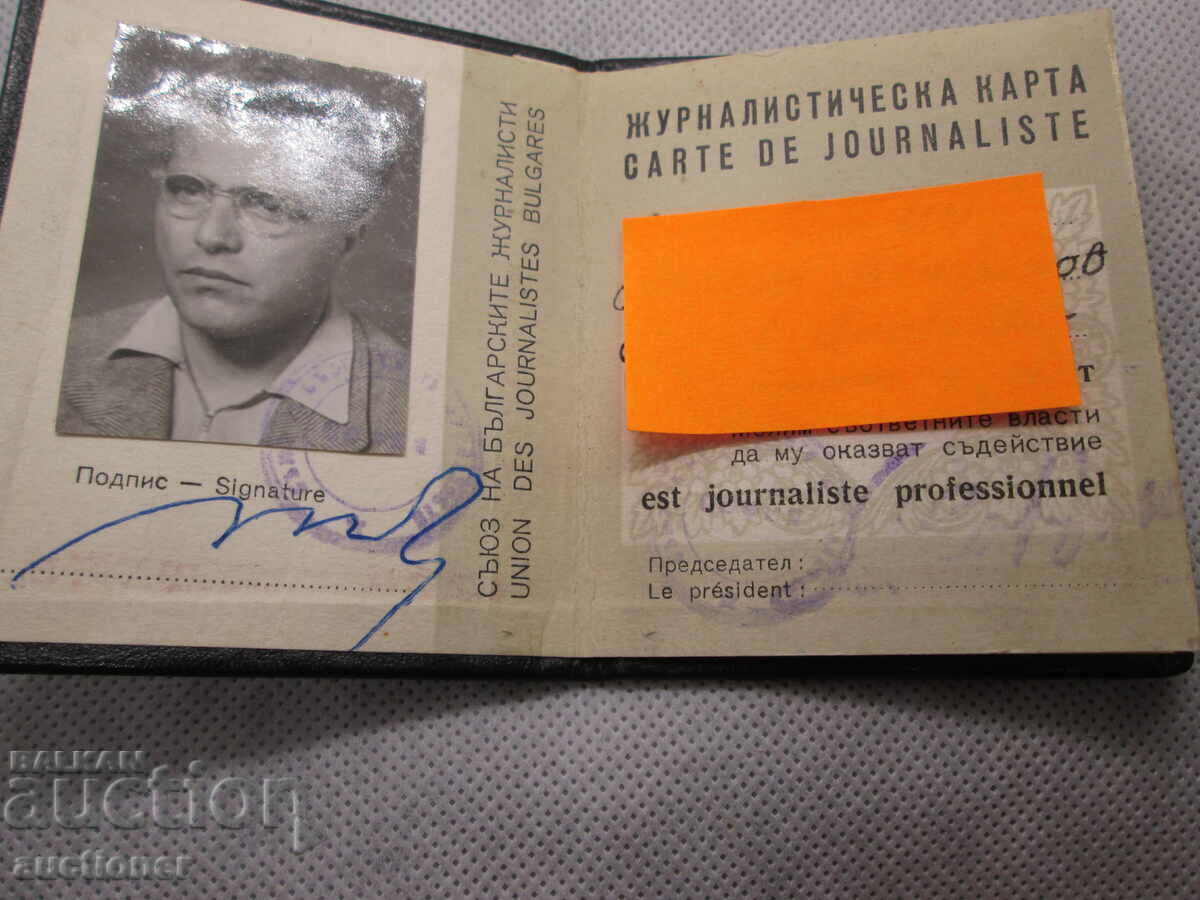 Подпис — Signature
СЪЮЗ НА БЪЛГАРСКИТЕ ЖУРНАЛИСТИ
UNION DES JOURNALISTES BULGARES
ЖУРНАЛИСТИЧЕСКА КАРТА
CARTE DE JOURNALISTE
ов
т
молим съответните власти
да му оказват съдействие
est journaliste professionnel
Председател:
Le président:
BALKAN
auction
auctioner